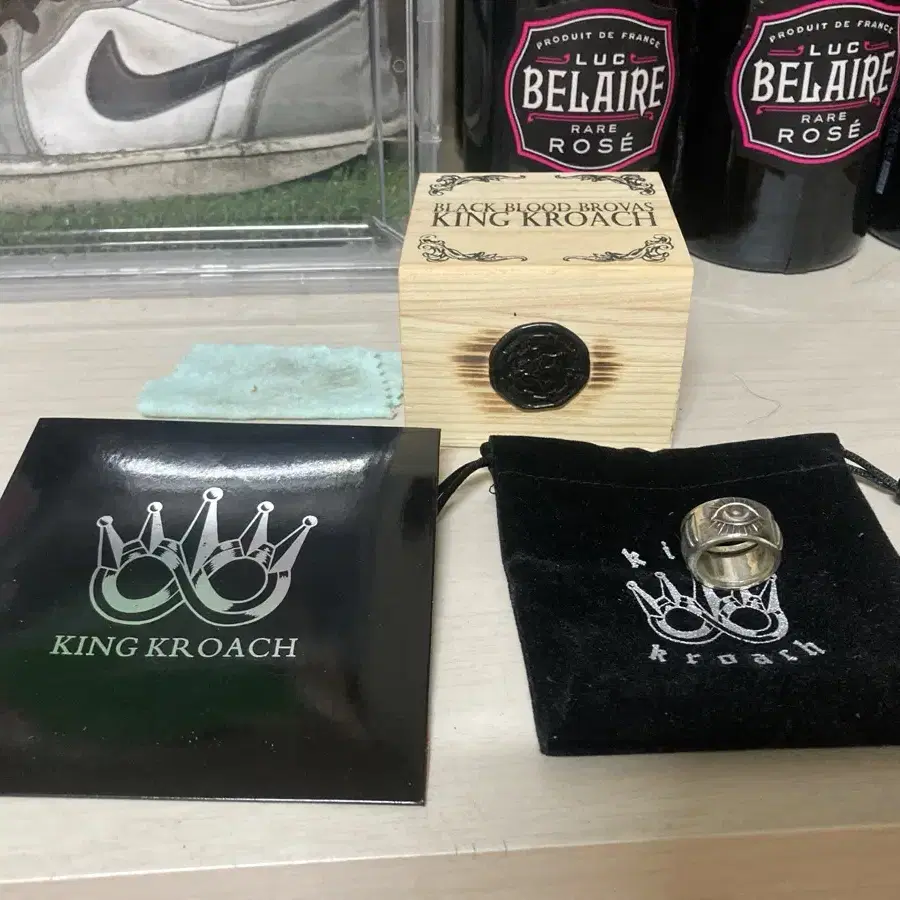 PRODUIT DE FRANCE
LUC
BELAIRE
RARE
ROSÉ
PRODUIT DE FRANCE
LUC
BELAIRE
RARE
ROSÉ
BLACK BLOOD BROVAS
KING KROACH
KING KROACH
ki
kroach